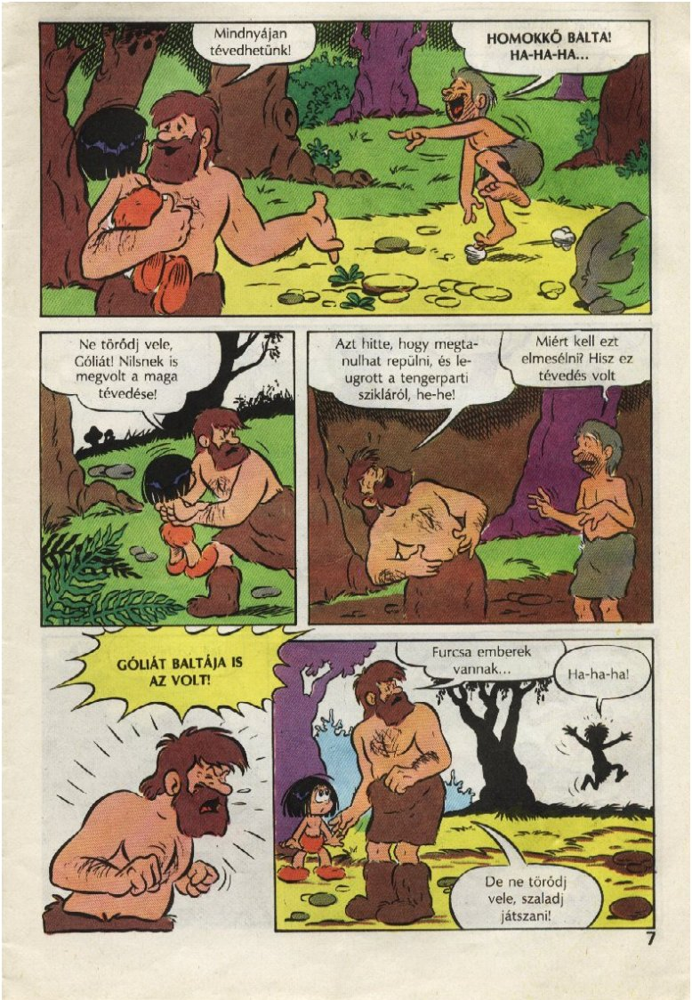 Mindnyájan
tévedhetünk!
HOMOKKŐ BALTA!
HA-HA-HA...
Ne törődj vele,
Góliát! Nilsnek is
megvolt a maga
tévedése!
Azt hitte, hogy megta-
nulhat repülni, és le-
ugrott a tengerparti
szikláról, he-he!
Miért kell ezt
elmesélni? Hisz ez
tévedés volt
GÓLIÁT BALTÁJA IS
AZ VOLT!
Furcsa emberek
vannak...
Ha-ha-ha!
De ne törődj
vele, szaladj
játszani!
7